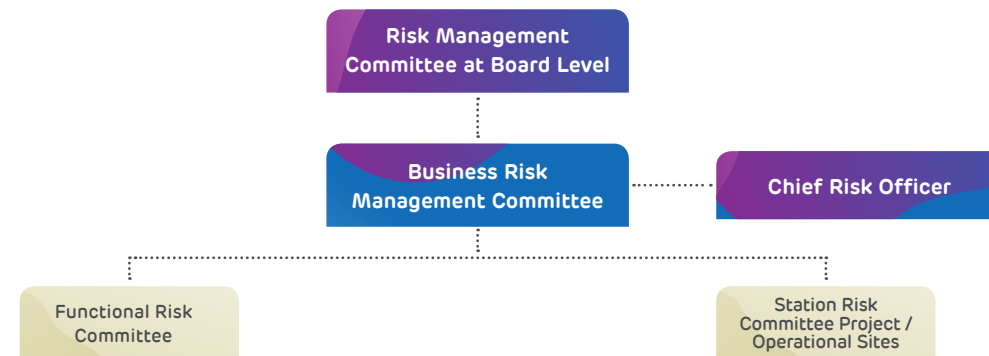 Risk Management
Committee at Board Level
Business Risk
Management Committee
Chief Risk Officer
Functional Risk
Committee
Station Risk
Committee Project /
Operational Sites